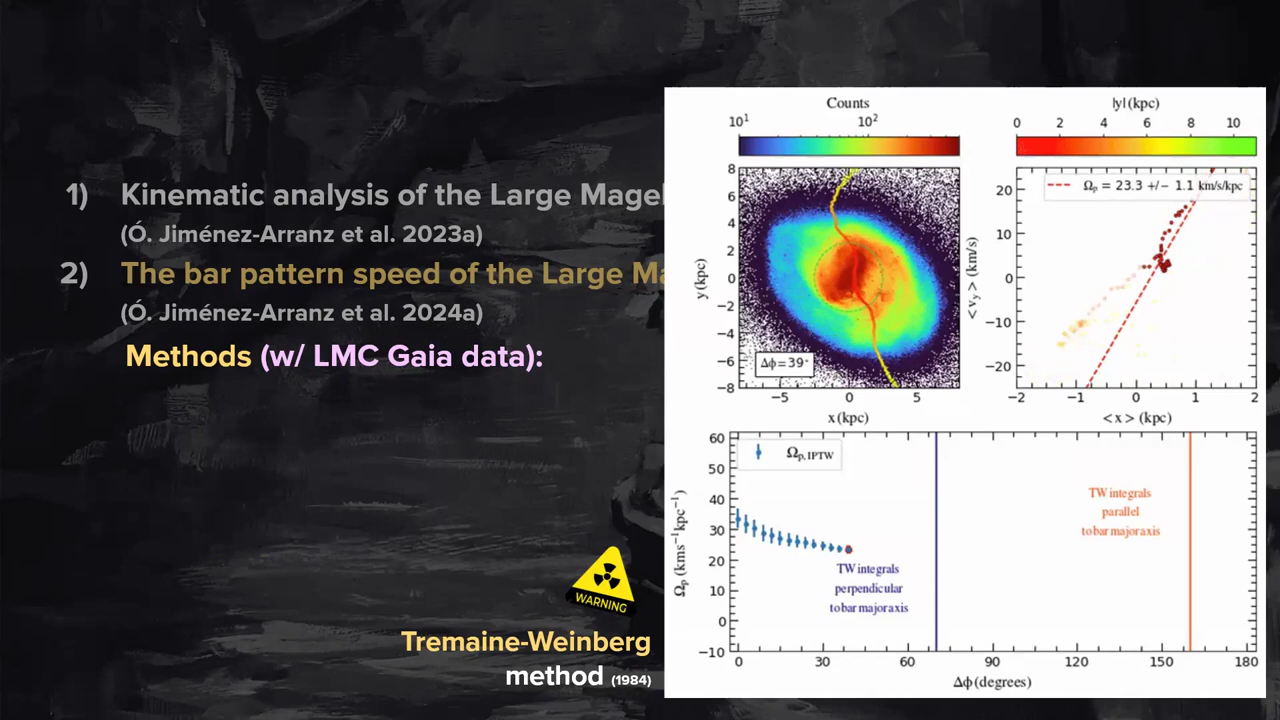 1) Kinematic analysis of the Large Magel
(Ó. Jiménez-Arranz et al. 2023a)
2) The bar pattern speed of the Large Ma
(Ó. Jiménez-Arranz et al. 2024a)
Methods (w/ LMC Gaia data):
WARNING
Tremaine-Weinberg
method (1984)
Counts
10¹ 10²
8
6
4
2
0
−2
−4
−6
−8
y (kpc)
Δϕ=39°
−5 0 5
x (kpc)
|y| (kpc)
0 2 4 6 8 10
Ωp = 23.3 +/− 1.1 km/s/kpc
20
10
0
−10
−20
<vy> (km/s)
−2 −1 0 1 2
<x> (kpc)
60
50
40
30
20
10
0
−10
Ωp (kms⁻¹kpc⁻¹)
Ωp, IPTW
TW integrals
perpendicular
to bar major axis
TW integrals
parallel
to bar major axis
0 30 60 90 120 150 180
Δϕ (degrees)